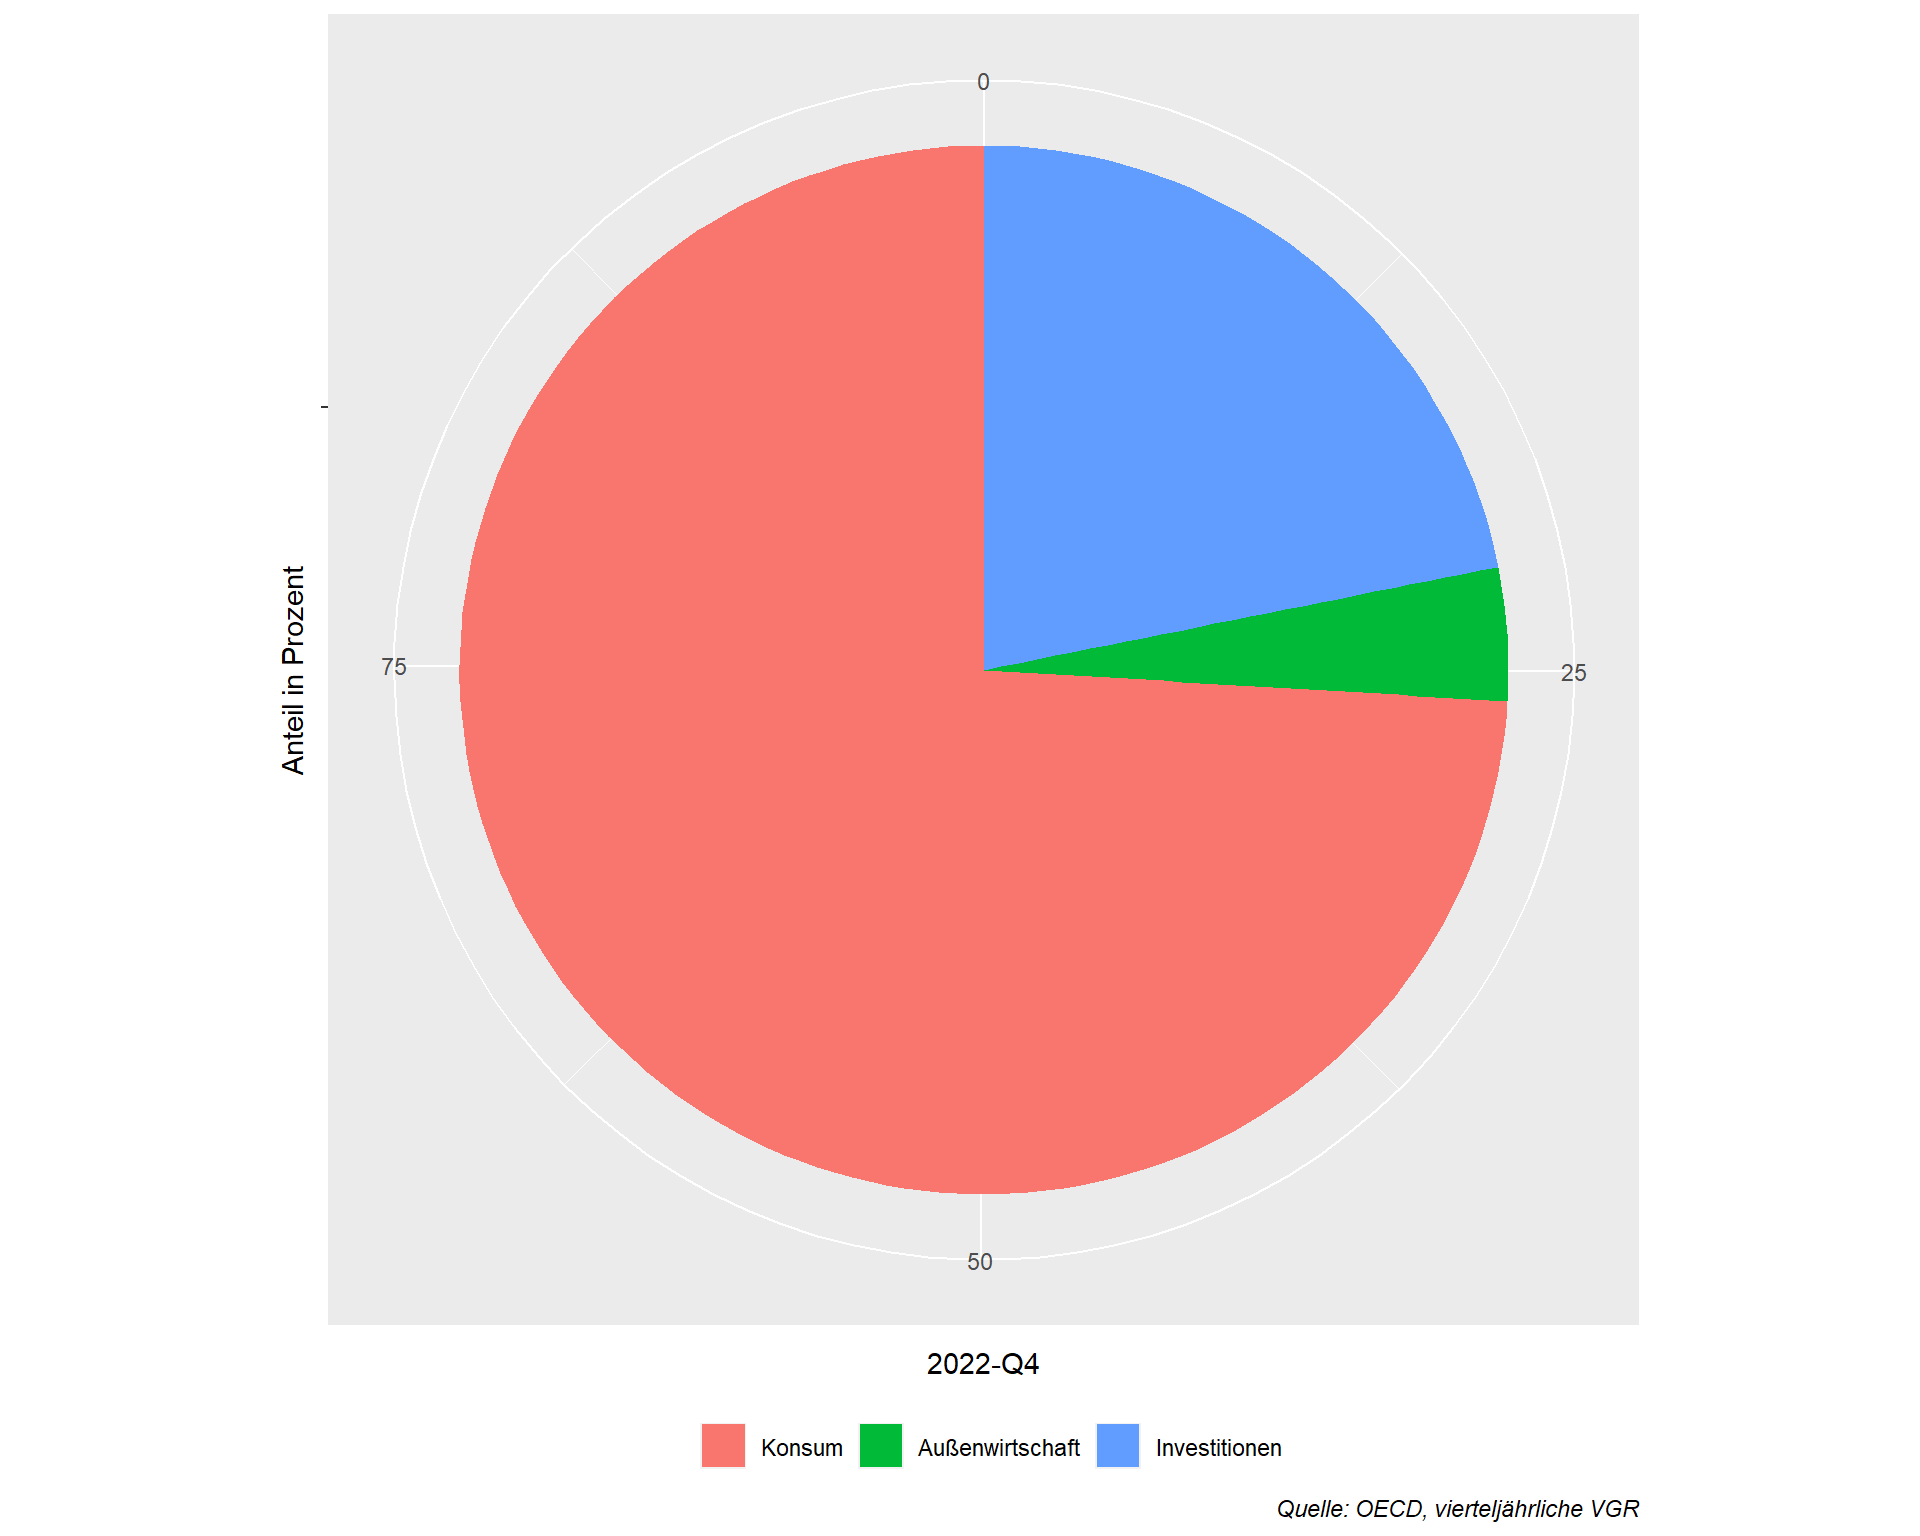 0
25
50
75
Anteil in Prozent
2022-Q4
Konsum Außenwirtschaft Investitionen
Quelle: OECD, vierteljährliche VGR